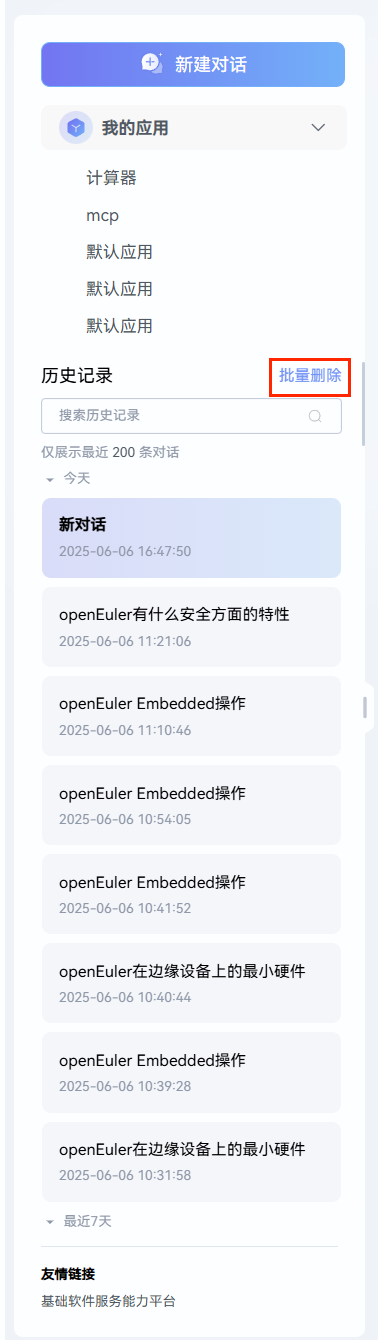 新建对话
我的应用
计算器
mcp
默认应用
默认应用
默认应用
历史记录 批量删除
搜索历史记录
仅展示最近 200 条对话
今天
新对话
2025-06-06 16:47:50
openEuler有什么安全方面的特性
2025-06-06 11:21:06
openEuler Embedded操作
2025-06-06 11:10:46
openEuler Embedded操作
2025-06-06 10:54:05
openEuler Embedded操作
2025-06-06 10:41:52
openEuler在边缘设备上的最小硬件
2025-06-06 10:40:44
openEuler Embedded操作
2025-06-06 10:39:28
openEuler在边缘设备上的最小硬件
2025-06-06 10:31:58
最近7天
友情链接
基础软件服务能力平台